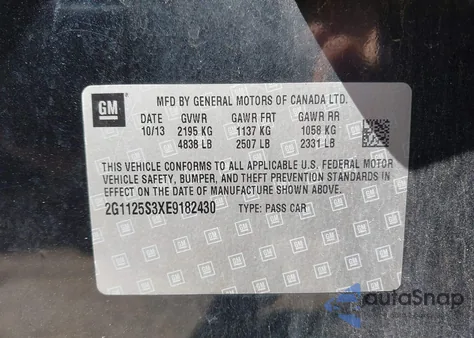 GM
MFD BY GENERAL MOTORS OF CANADA LTD.
DATE GVWR GAWR FRT GAWR RR
10/13 2195 KG 1137 KG 1058 KG
4838 LB 2507 LB 2331 LB
THIS VEHICLE CONFORMS TO ALL APPLICABLE U.S. FEDERAL MOTOR
VEHICLE SAFETY, BUMPER, AND THEFT PREVENTION STANDARDS IN
EFFECT ON THE DATE OF MANUFACTURE SHOWN ABOVE.
2G1125S3XE9182430 TYPE: PASS CAR
autoSnap